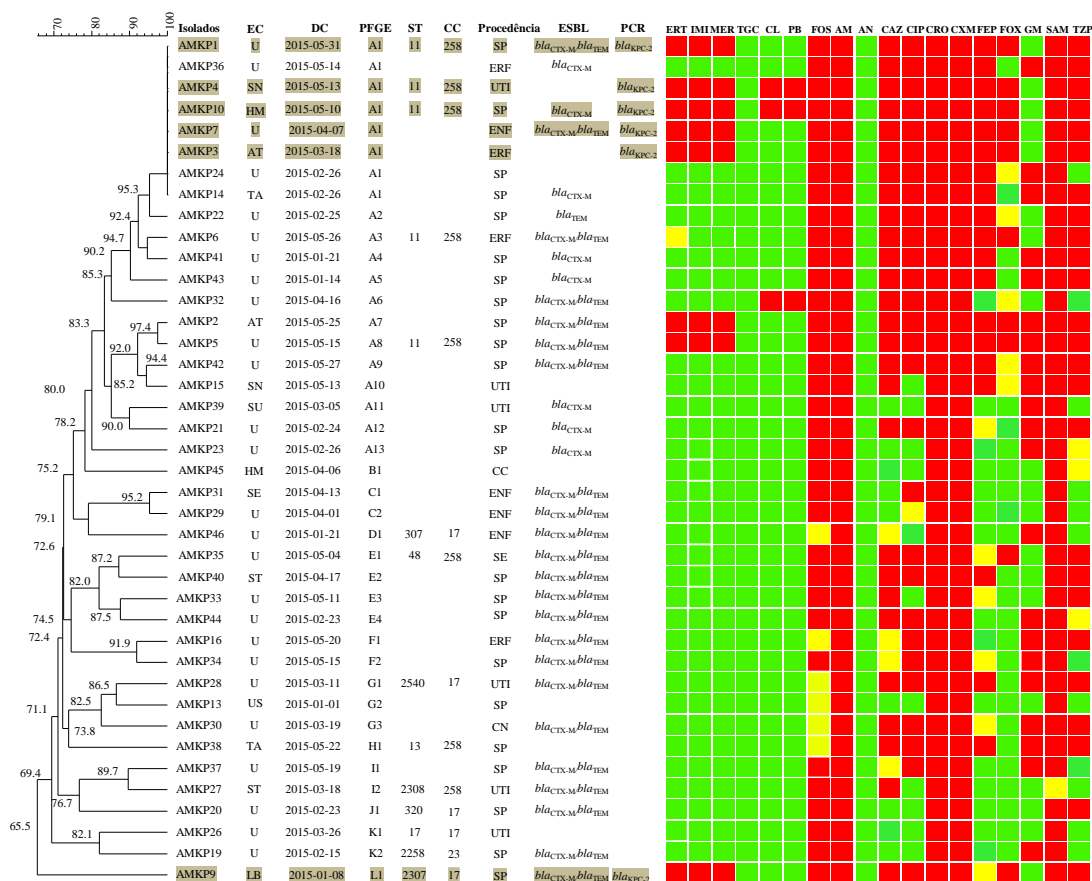 100 90 80 70
Isolados EC DC PFGE ST CC Procedência ESBL PCR ERT IMI MER TGC CL PB FOS AM AN CAZ CIP CRO CXM FEP FOX GM SAM TZP
AMKP1 U 2015-05-31 A1 11 258 SP blaCTX-M blaTEM blaKPC-2
AMKP36 U 2015-05-14 A1 ERF blaCTX-M
AMKP4 SN 2015-05-13 A1 11 258 UTI blaKPC-2
AMKP10 HM 2015-05-10 A1 11 258 SP blaCTX-M blaKPC-2
AMKP7 U 2015-04-07 A1 ENF blaCTX-M blaTEM blaKPC-2
AMKP3 AT 2015-03-18 A1 ERF blaKPC-2
AMKP24 U 2015-02-26 A1 SP
95.3 AMKP14 TA 2015-02-26 A1 SP blaCTX-M
92.4 AMKP22 U 2015-02-25 A2 SP blaTEM
94.7 AMKP6 U 2015-05-26 A3 11 258 ERF blaCTX-M blaTEM
90.2 AMKP41 U 2015-01-21 A4 SP blaCTX-M
85.3 AMKP43 U 2015-01-14 A5 SP blaCTX-M
AMKP32 U 2015-04-16 A6 SP blaCTX-M blaTEM
83.3 97.4 AMKP2 AT 2015-05-25 A7 SP blaCTX-M blaTEM
92.0 AMKP5 U 2015-05-15 A8 11 258 SP blaCTX-M blaTEM
94.4 AMKP42 U 2015-05-27 A9 SP blaCTX-M blaTEM
80.0 85.2 AMKP15 SN 2015-05-13 A10 UTI
AMKP39 SU 2015-03-05 A11 UTI blaCTX-M
78.2 90.0 AMKP21 U 2015-02-24 A12 SP blaCTX-M
AMKP23 U 2015-02-26 A13 SP blaCTX-M
75.2 AMKP45 HM 2015-04-06 B1 CC
95.2 AMKP31 SE 2015-04-13 C1 ENF blaCTX-M blaTEM
79.1 AMKP29 U 2015-04-01 C2 ENF blaCTX-M blaTEM
AMKP46 U 2015-01-21 D1 307 17 ENF blaCTX-M blaTEM
72.6 87.2 AMKP35 U 2015-05-04 E1 48 258 SE blaCTX-M blaTEM
82.0 AMKP40 ST 2015-04-17 E2 SP blaCTX-M blaTEM
AMKP33 U 2015-05-11 E3 SP blaCTX-M blaTEM
74.5 87.5 AMKP44 U 2015-02-23 E4 SP blaCTX-M blaTEM
72.4 91.9 AMKP16 U 2015-05-20 F1 ERF blaCTX-M blaTEM
AMKP34 U 2015-05-15 F2 SP blaCTX-M blaTEM
86.5 AMKP28 U 2015-03-11 G1 2540 17 UTI blaCTX-M blaTEM
71.1 82.5 AMKP13 US 2015-01-01 G2 SP
73.8 AMKP30 U 2015-03-19 G3 CN blaCTX-M blaTEM
AMKP38 TA 2015-05-22 H1 13 258 SP
69.4 89.7 AMKP37 U 2015-05-19 I1 SP blaCTX-M blaTEM
76.7 AMKP27 ST 2015-03-18 I2 2308 258 UTI blaCTX-M blaTEM
AMKP20 U 2015-02-23 J1 320 17 SP blaCTX-M blaTEM
65.5 82.1 AMKP26 U 2015-03-26 K1 17 17 UTI
AMKP19 U 2015-02-15 K2 2258 23 SP blaCTX-M blaTEM
AMKP9 LB 2015-01-08 L1 2307 17 SP blaCTX-M blaTEM blaKPC-2